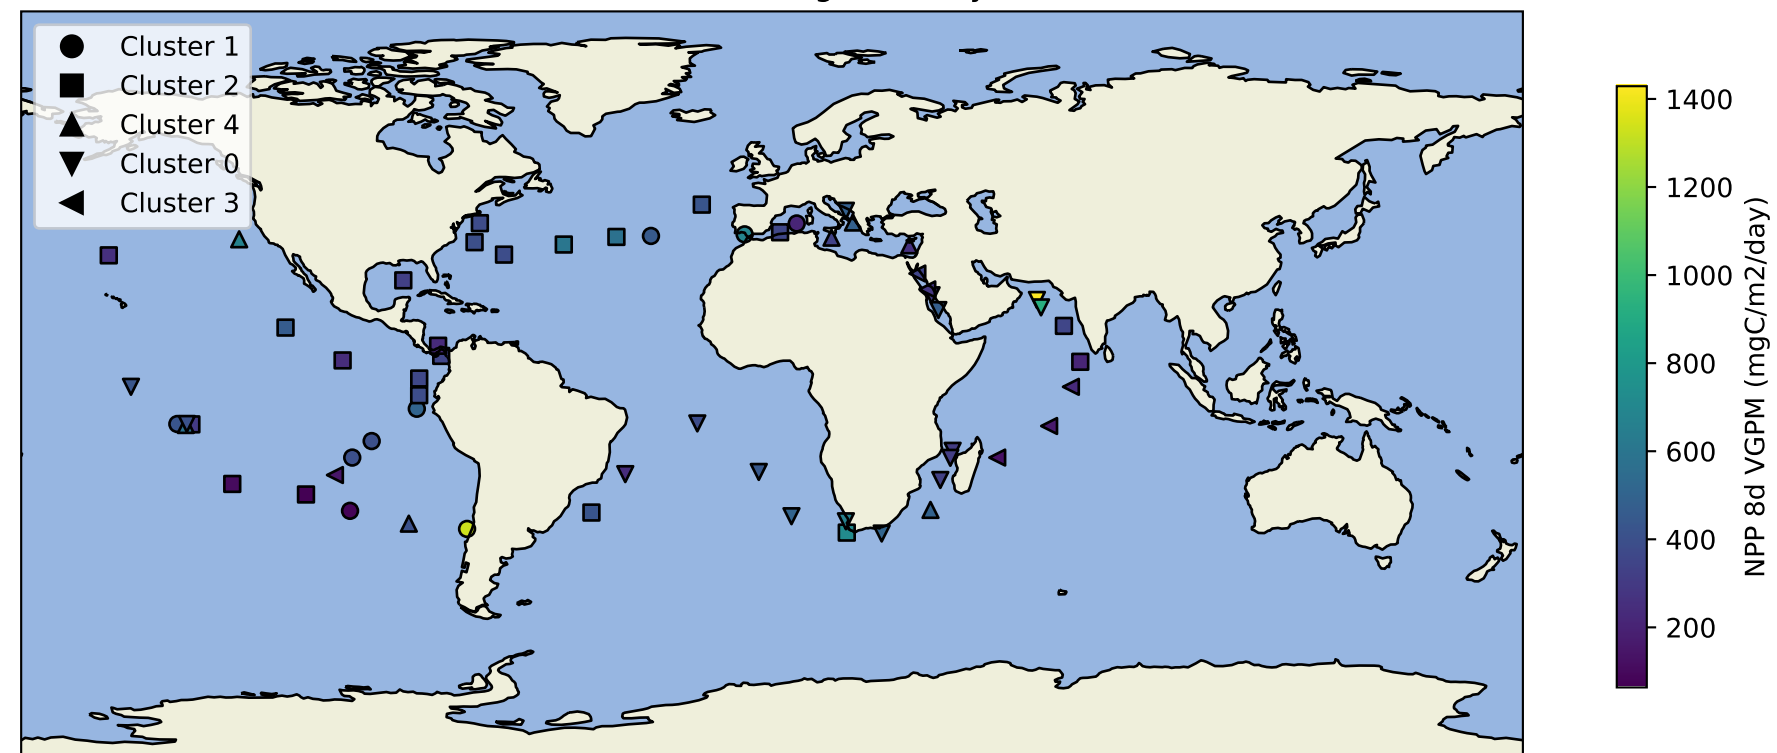 Cluster 1
Cluster 2
Cluster 4
Cluster 0
Cluster 3
1400
1200
1000
800
600
400
200
NPP 8d VGPM (mgC/m2/day)